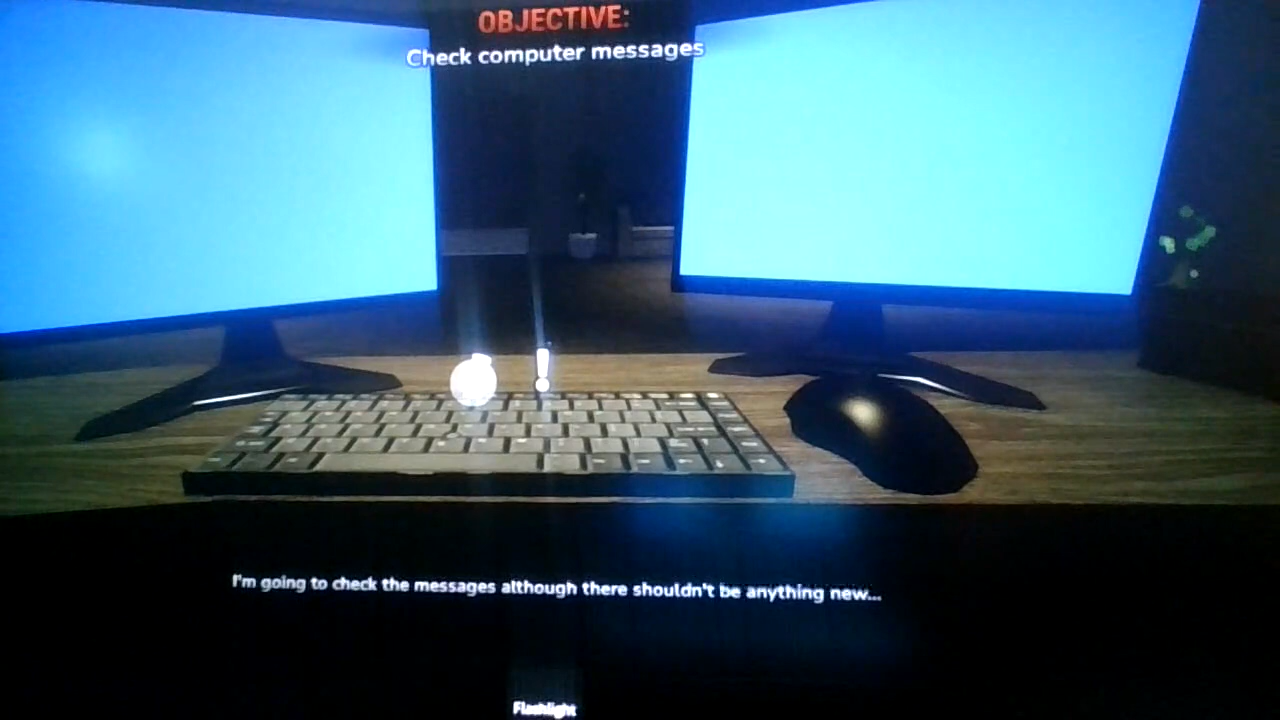 OBJECTIVE:
Check computer messages
!
I'm going to check the messages although there shouldn't be anything new...
Flashlight